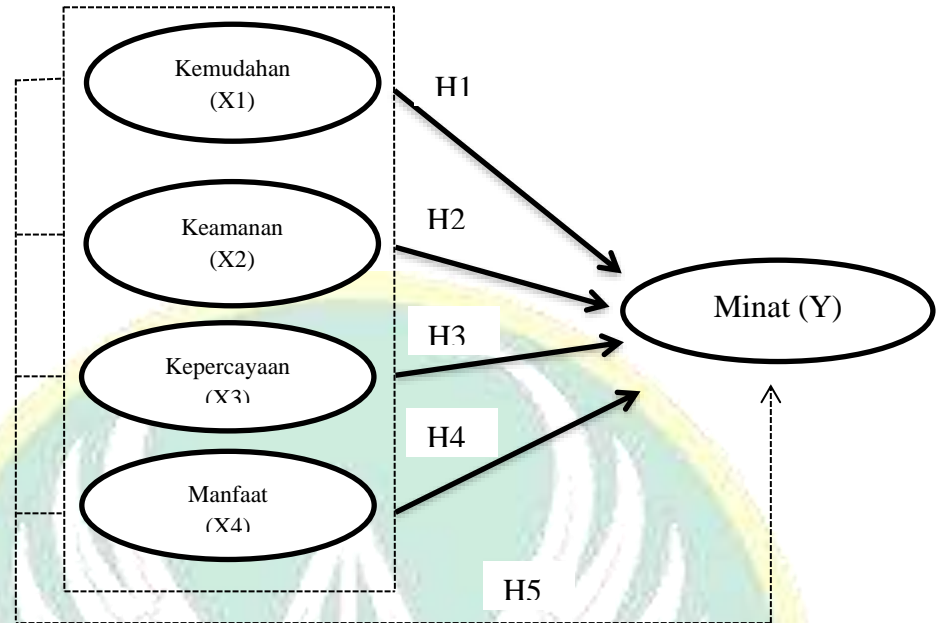 Kemudahan
(X1)
H1
Keamanan
(X2)
H2
Minat (Y)
H3
Kepercayaan
(X3)
H4
Manfaat
(X4)
H5